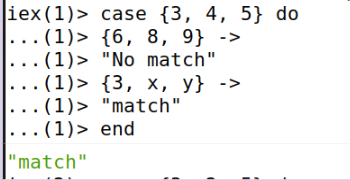 iex(1)> case {3, 4, 5} do
...(1)> {6, 8, 9} ->
...(1)> "No match"
...(1)> {3, x, y} ->
...(1)> "match"
...(1)> end
"match"